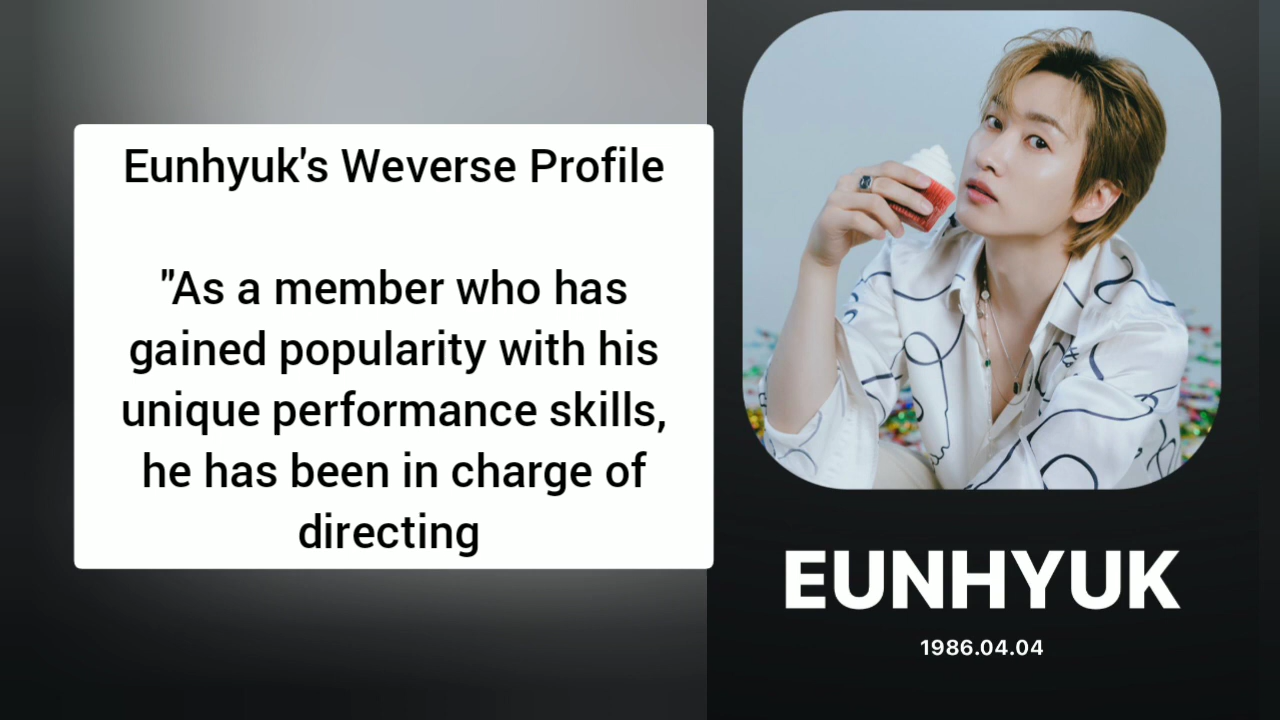 Eunhyuk's Weverse Profile
"As a member who has
gained popularity with his
unique performance skills,
he has been in charge of
directing
EUNHYUK
1986.04.04